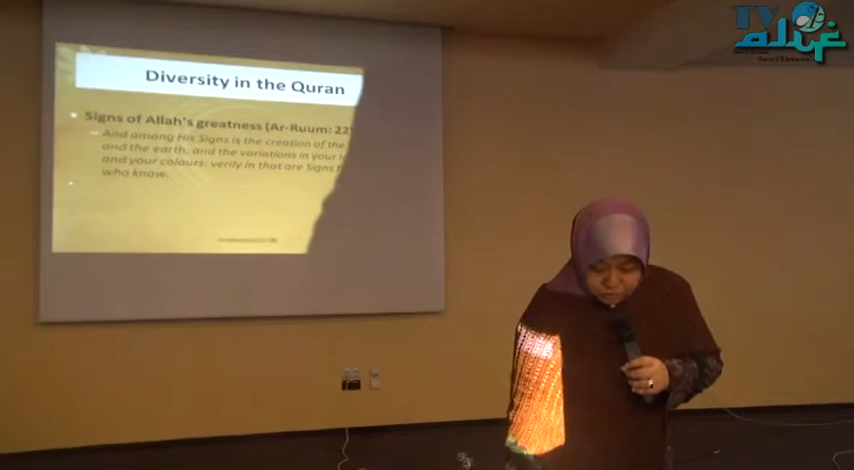 TV
aluf
Diversity in the Quran
Signs of Allah's greatness (Ar-Ruum: 22
And among His Signs is the creation of the
and the earth, and the variations in your
and your colours: verily in that are Signs
who know.